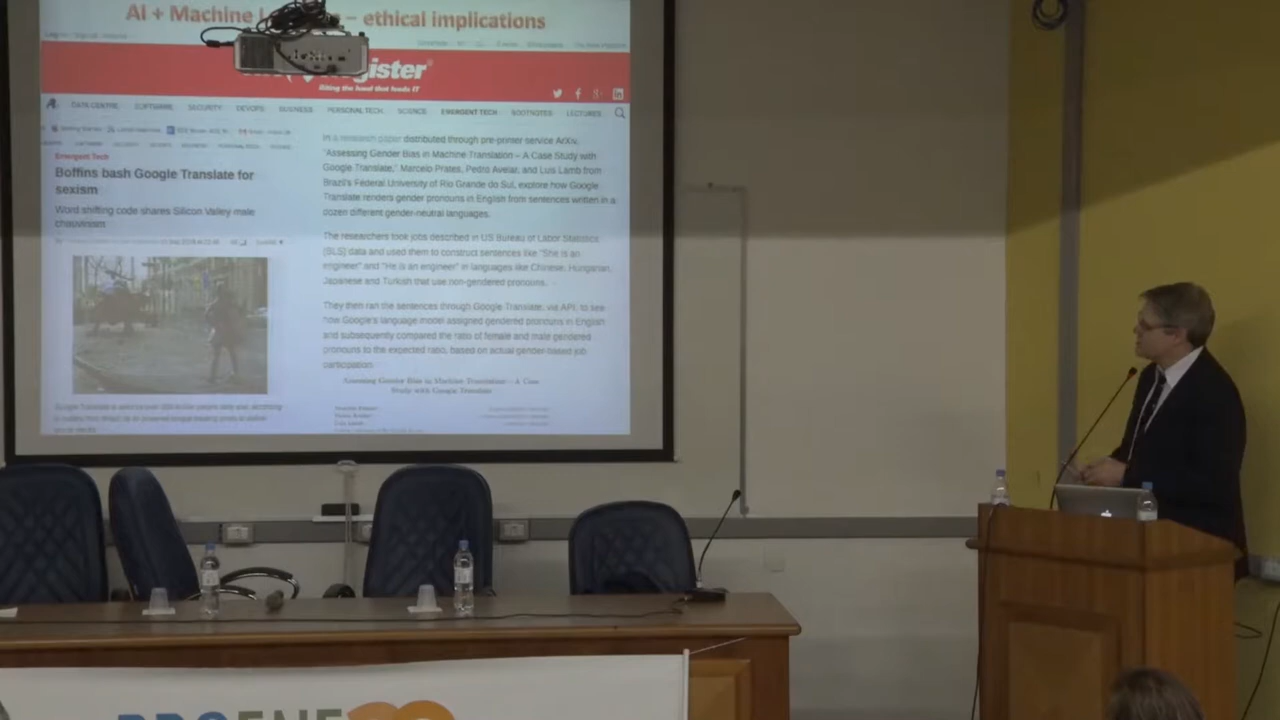 AI + Machine – ethical implications
ister®
Biting the hand that feeds IT
DATA CENTRE SOFTWARE SECURITY DEVOPS BUSINESS PERSONAL TECH SCIENCE EMERGENT TECH BOOTNOTES LECTURES
Emergent Tech
Boffins bash Google Translate for
sexism
Word shifting code shares Silicon Valley male
chauvinism
In a research paper distributed through pre-printer service ArXiv,
"Assessing Gender Bias in Machine Translation – A Case Study with
Google Translate," Marcelo Prates, Pedro Avelar, and Luis Lamb from
Brazil's Federal University of Rio Grande do Sul, explore how Google
Translate renders gender pronouns in English from sentences written in a
dozen different gender-neutral languages.
The researchers took jobs described in US Bureau of Labor Statistics
(BLS) data and used them to construct sentences like "She is an
engineer" and "He is an engineer" in languages like Chinese, Hungarian,
Japanese and Turkish that use non-gendered pronouns.
They then ran the sentences through Google Translate, via API, to see
how Google's language model assigned gendered pronouns in English
and subsequently compared the ratio of female and male gendered
pronouns to the expected ratio, based on actual gender-based job
participation.
Assessing Gender Bias in Machine Translation – A Case
Study with Google Translate